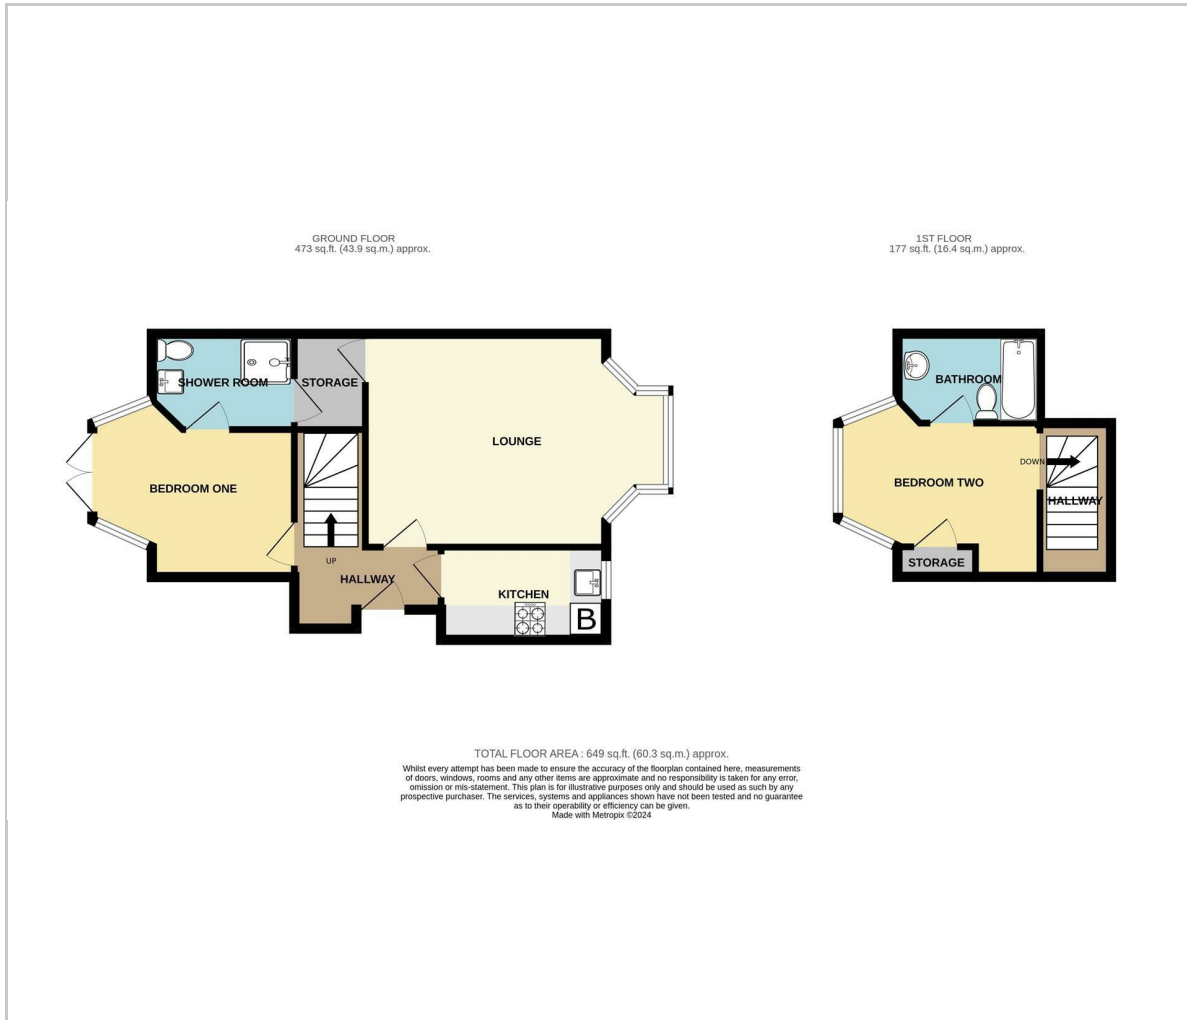 GROUND FLOOR
473 sq.ft. (43.9 sq.m.) approx.
1ST FLOOR
177 sq.ft. (16.4 sq.m.) approx.
SHOWER ROOM
STORAGE
LOUNGE
BEDROOM ONE
UP
HALLWAY
KITCHEN
B
BATHROOM
DOWN
BEDROOM TWO
HALLWAY
STORAGE
TOTAL FLOOR AREA : 649 sq.ft. (60.3 sq.m.) approx.
Whilst every attempt has been made to ensure the accuracy of the floorplan contained here, measurements
of doors, windows, rooms and any other items are approximate and no responsibility is taken for any error,
omission or mis-statement. This plan is for illustrative purposes only and should be used as such by any
prospective purchaser. The services, systems and appliances shown have not been tested and no guarantee
as to their operability or efficiency can be given.
Made with Metropix ©2024